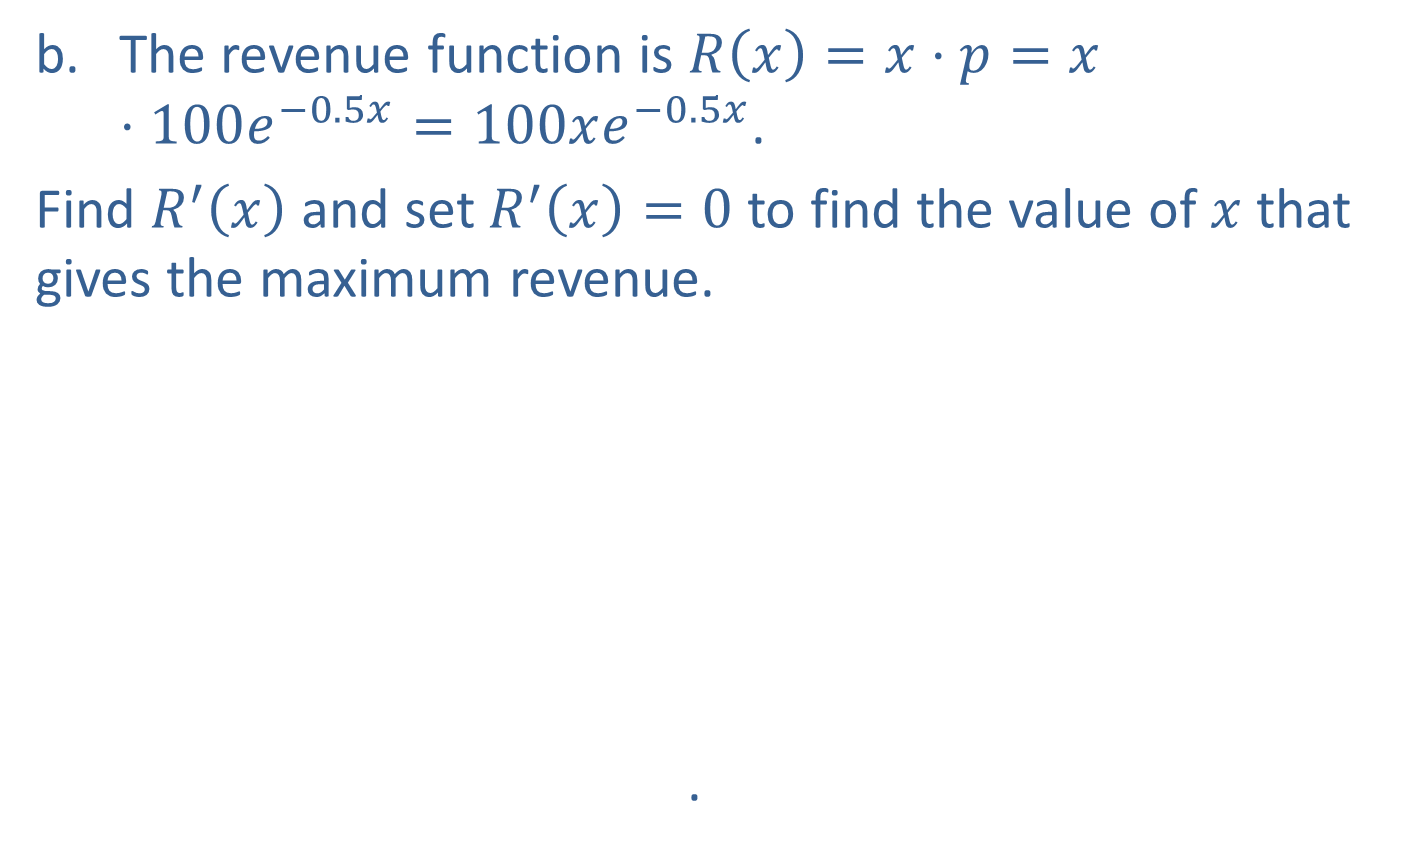 b. The revenue function is 𝑅(𝑥) = 𝑥 ⋅ 𝑝 = 𝑥
⋅ 100𝑒^{−0.5𝑥} = 100𝑥𝑒^{−0.5𝑥}.
Find 𝑅′(𝑥) and set 𝑅′(𝑥) = 0 to find the value of 𝑥 that
gives the maximum revenue.
.